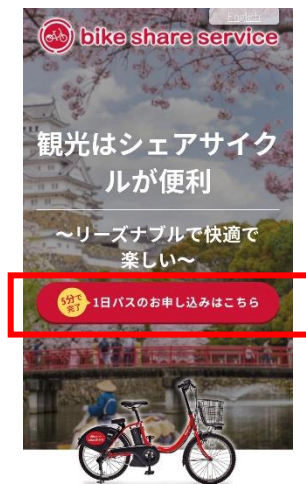 English
bike share service
観光はシェアサイク
ルが便利
〜リーズナブルで快適で
楽しい〜
5分で
完了
1日パスのお申し込みはこちら